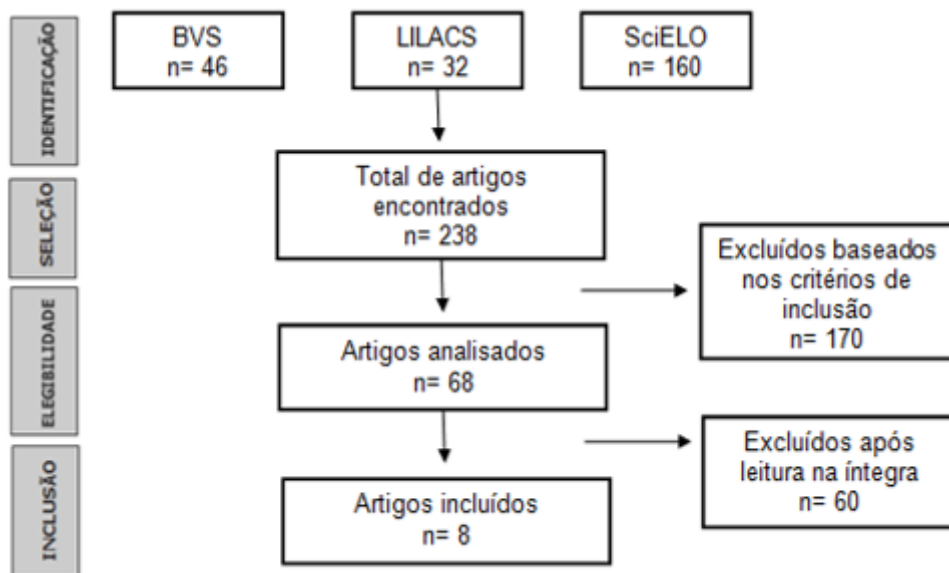 IDENTIFICAÇÃO
BVS
n= 46
LILACS
n= 32
SciELO
n= 160
SELEÇÃO
Total de artigos
encontrados
n= 238
Excluídos baseados
nos critérios de
inclusão
n= 170
ELEGIBILIDADE
Artigos analisados
n= 68
Excluídos após
leitura na íntegra
n= 60
INCLUSÃO
Artigos incluídos
n= 8